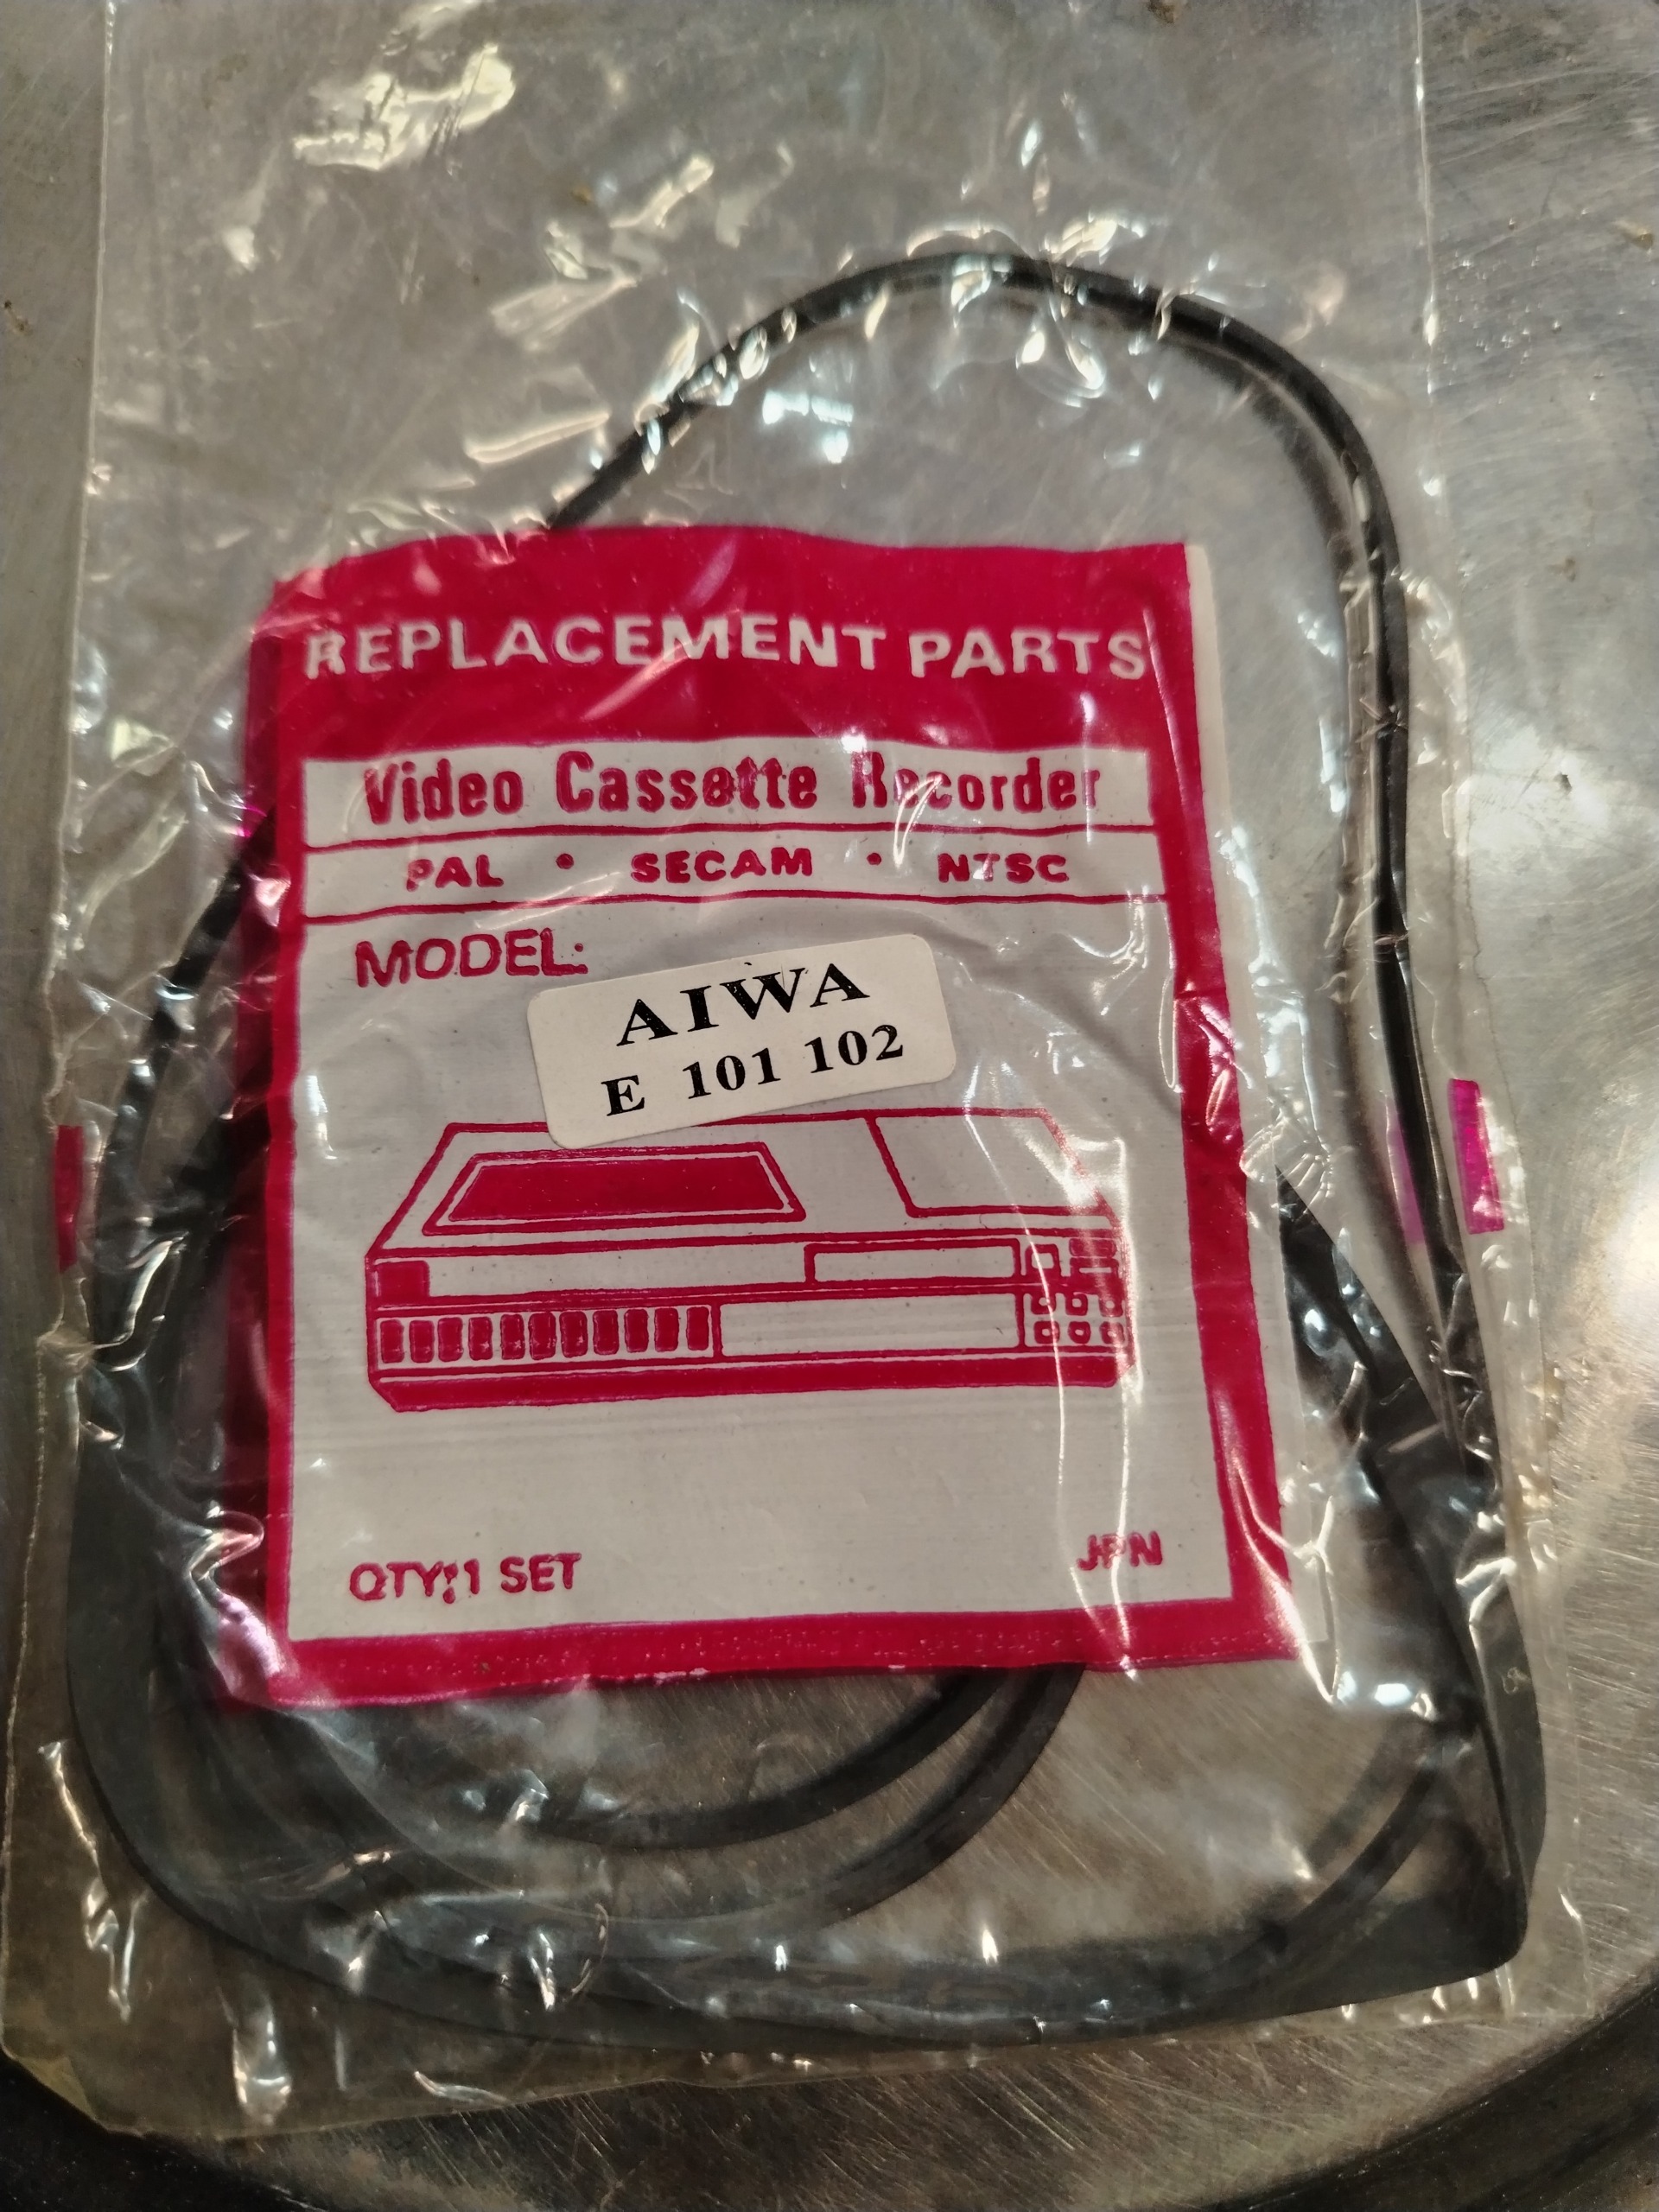 REPLACEMENT PARTS
Video Cassette Recorder
PAL • SECAM • NTSC
MODEL:
AIWA
E 101 102
QTY:1 SET
JPN